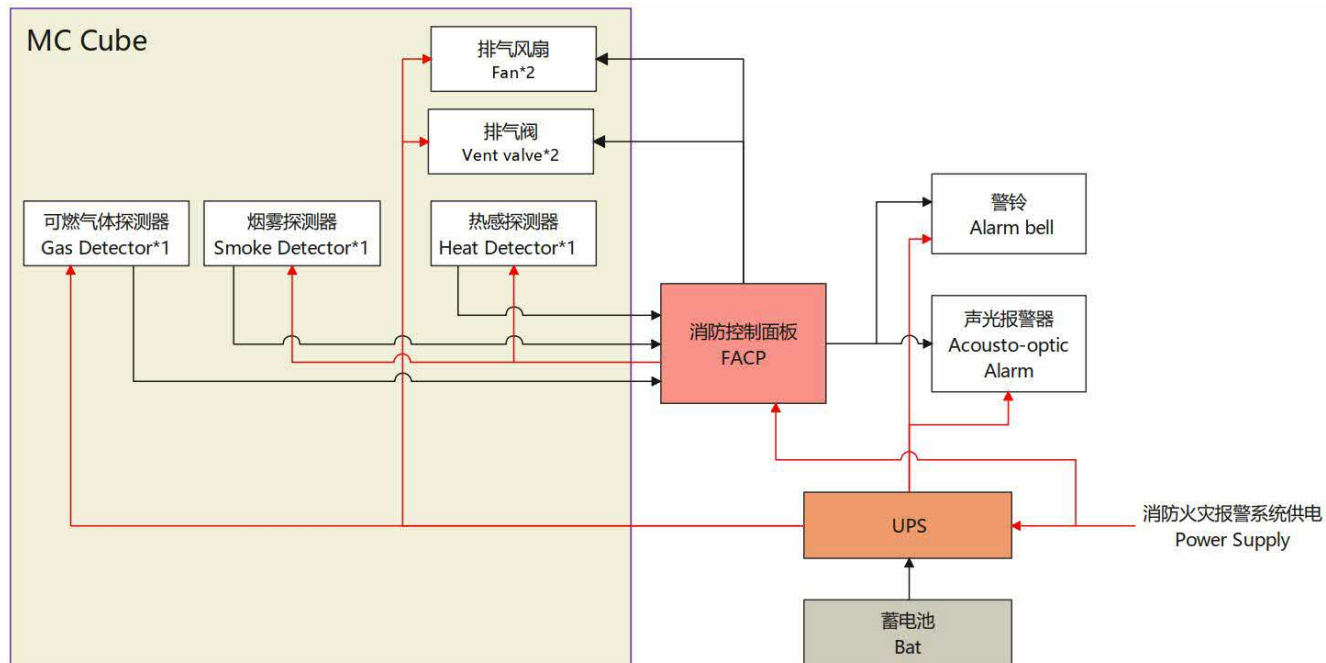 MC Cube
排气风扇
Fan*2
排气阀
Vent valve*2
可燃气体探测器
Gas Detector*1
烟雾探测器
Smoke Detector*1
热感探测器
Heat Detector*1
警铃
Alarm bell
消防控制面板
FACP
声光报警器
Acousto-optic
Alarm
UPS
消防火灾报警系统供电
Power Supply
蓄电池
Bat